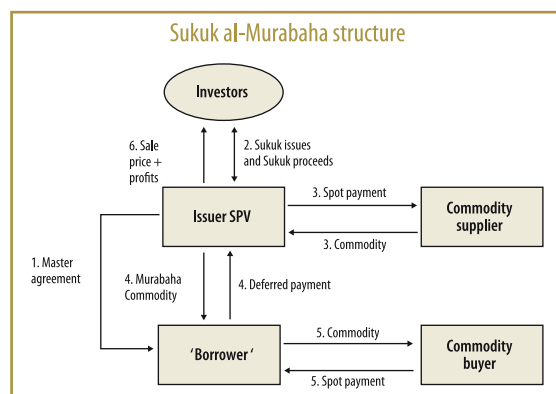 Sukuk al-Murabaha structure
Investors
6. Sale
price +
profits
2. Sukuk issues
and Sukuk proceeds
Issuer SPV
3. Spot payment
3. Commodity
Commodity
supplier
1. Master
agreement
4. Murabaha
Commodity
4. Deferred payment
'Borrower'
5. Commodity
5. Spot payment
Commodity
buyer